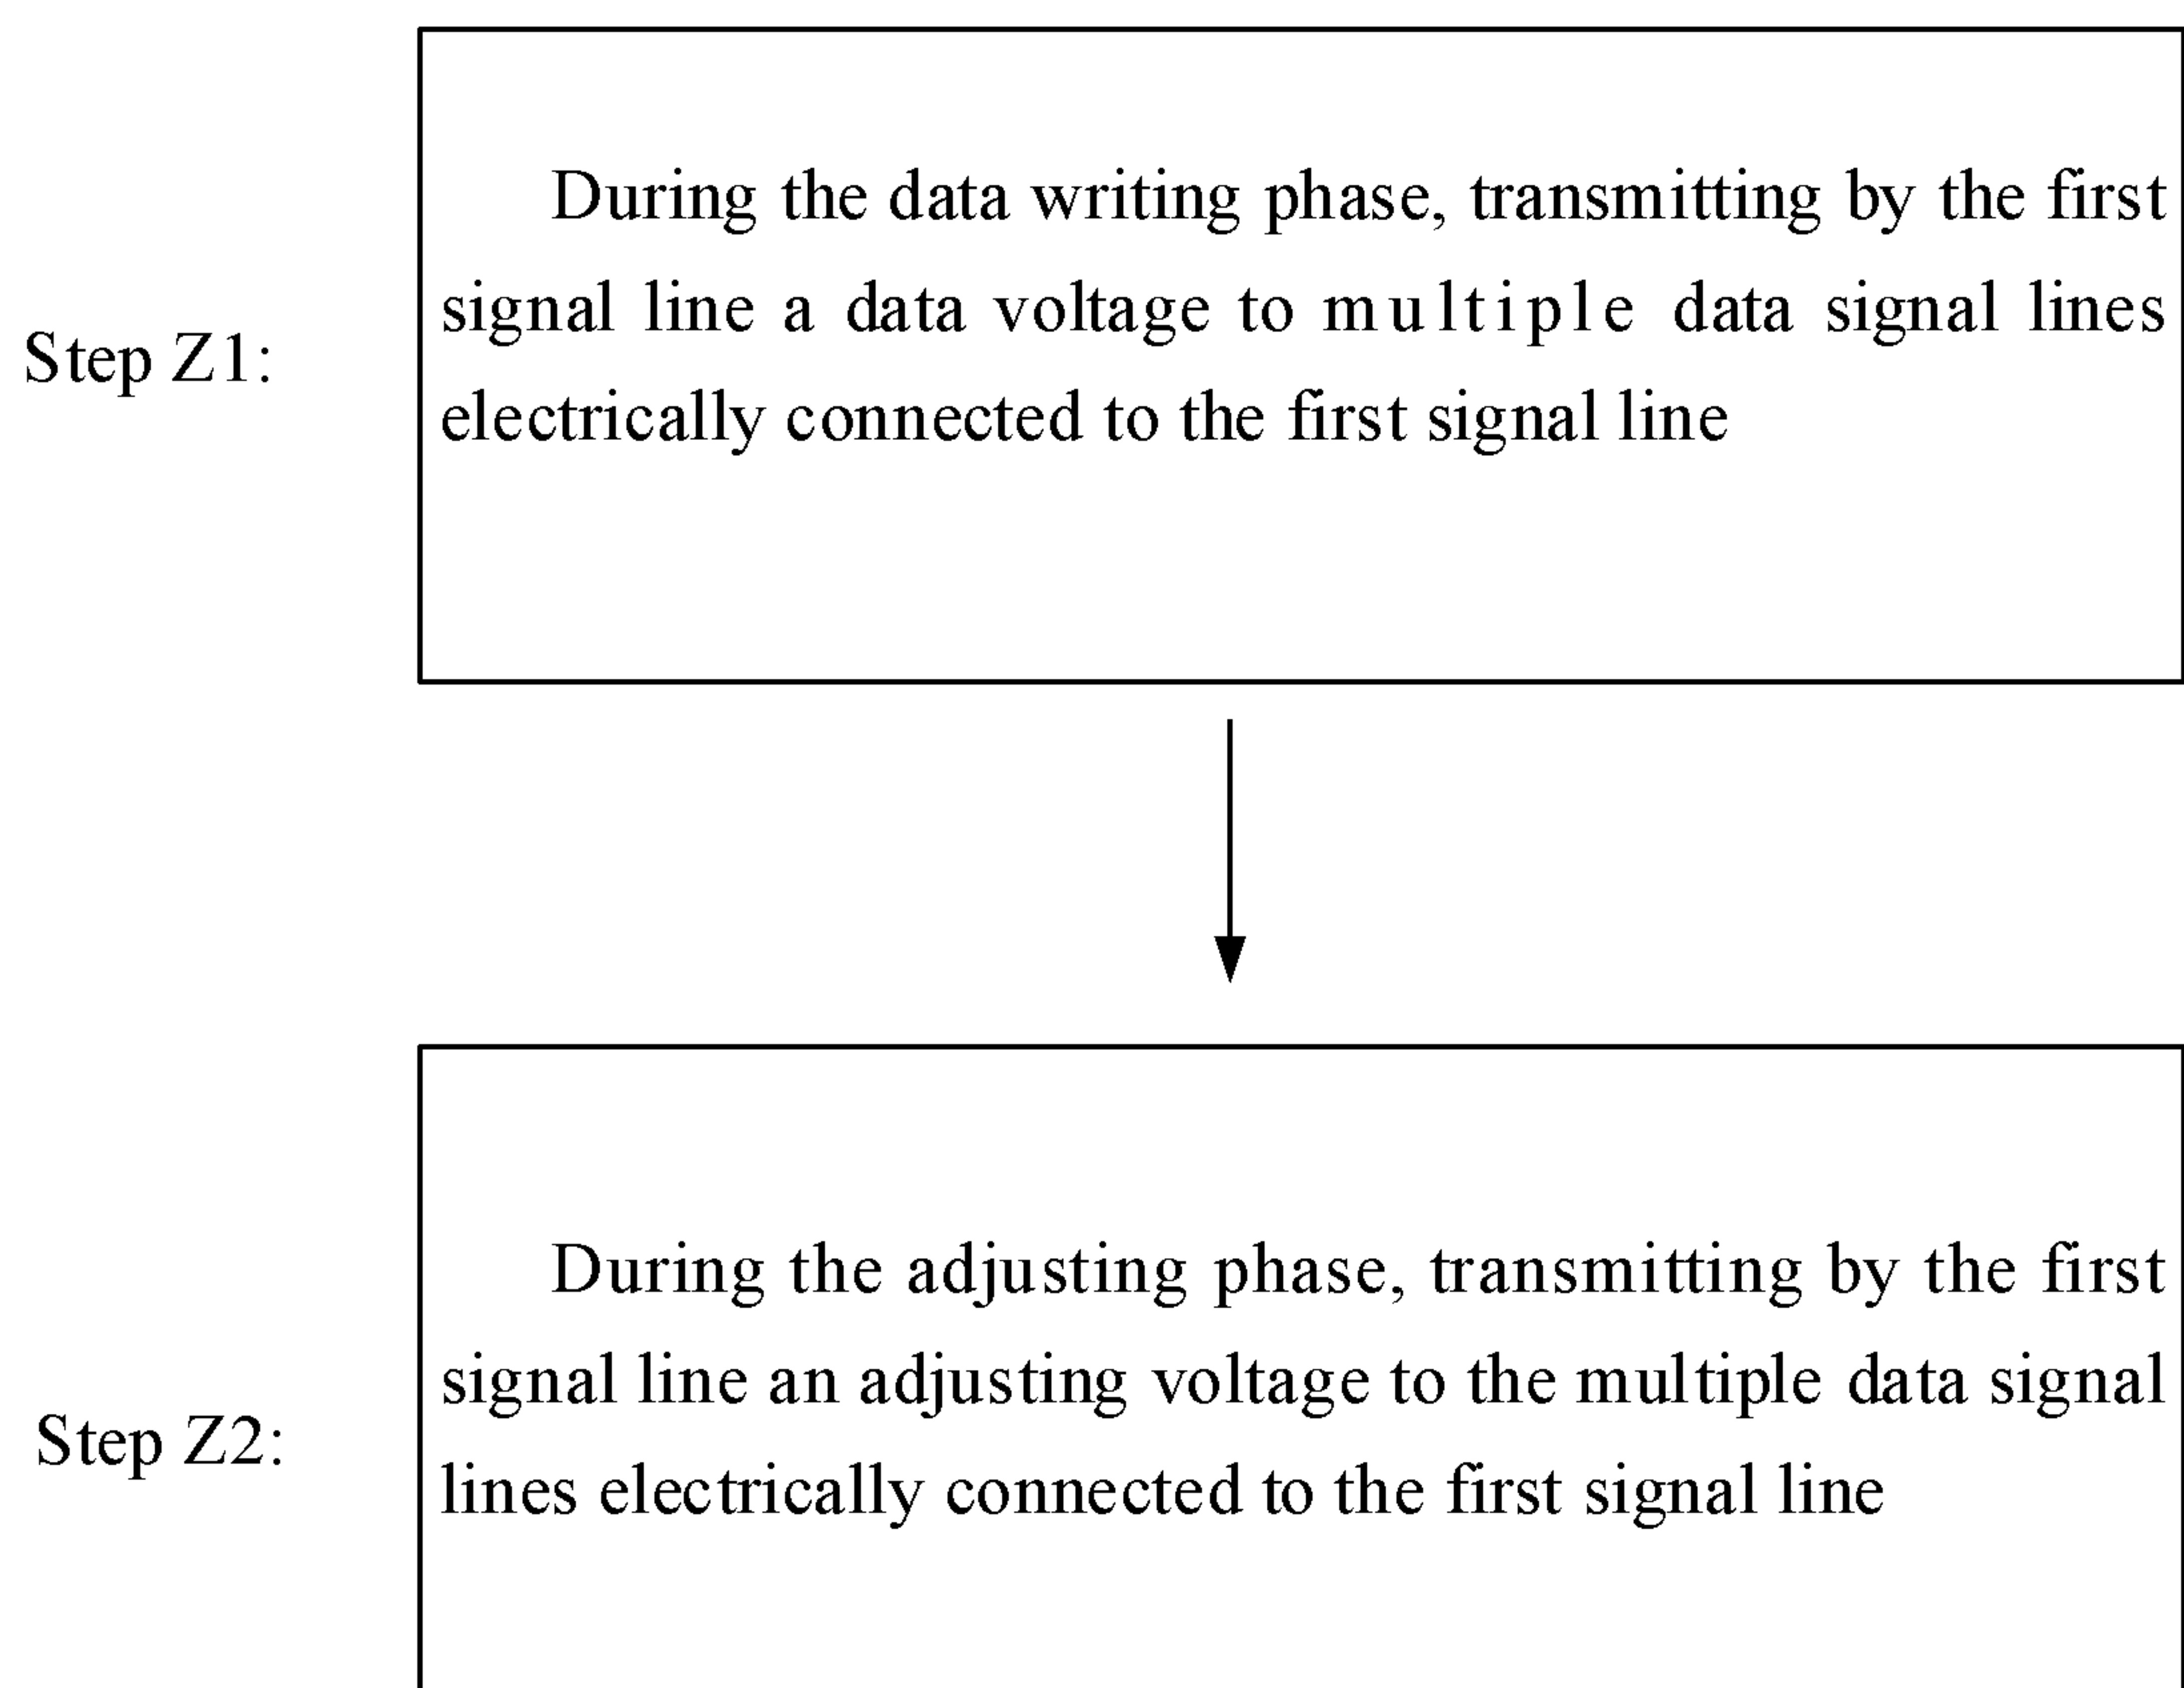 During the data writing phase, transmitting by the first
signal line a data voltage to multiple data signal lines
Step Z1:
electrically connected to the first signal line
During the adjusting phase, transmitting by the first
signal line an adjusting voltage to the multiple data signal
Step Z2:
lines electrically connected to the first signal line